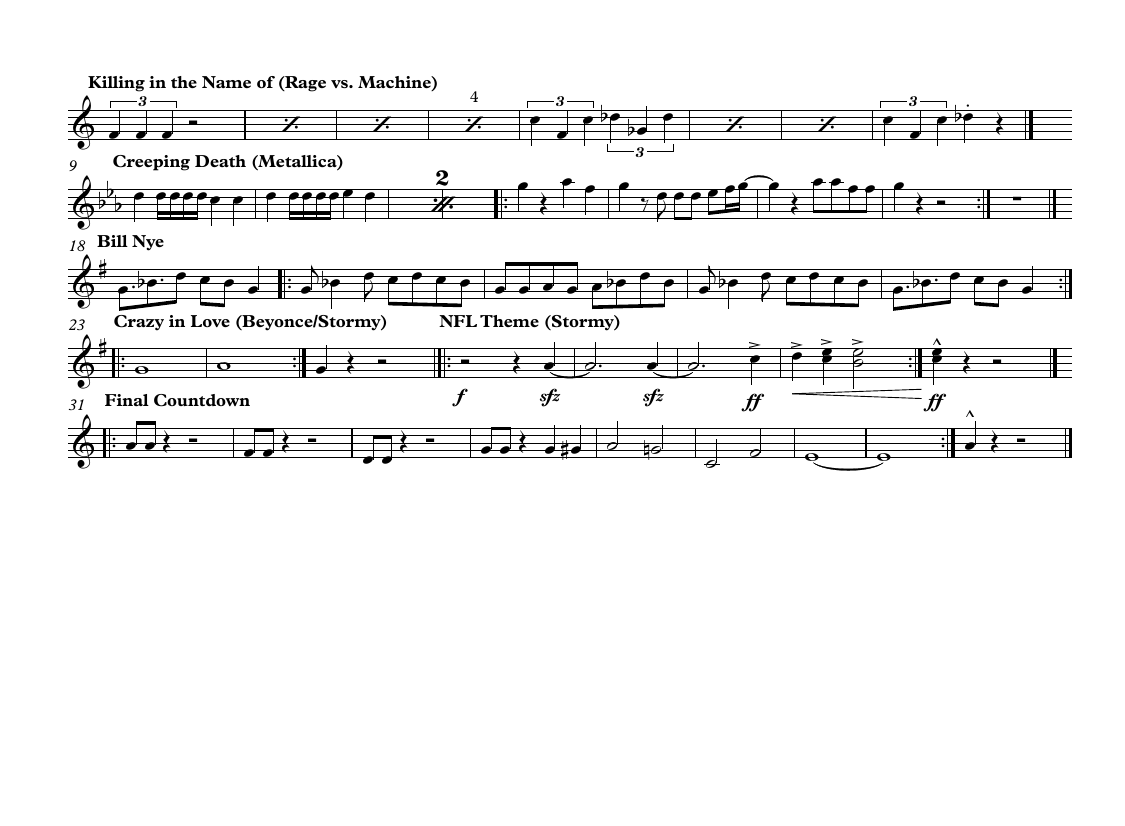 Killing in the Name of (Rage vs. Machine)
3 4 3 3
3
9 Creeping Death (Metallica)
2
18 Bill Nye
23 Crazy in Love (Beyonce/Stormy) NFL Theme (Stormy)
f sfz sfz ff ff
31 Final Countdown